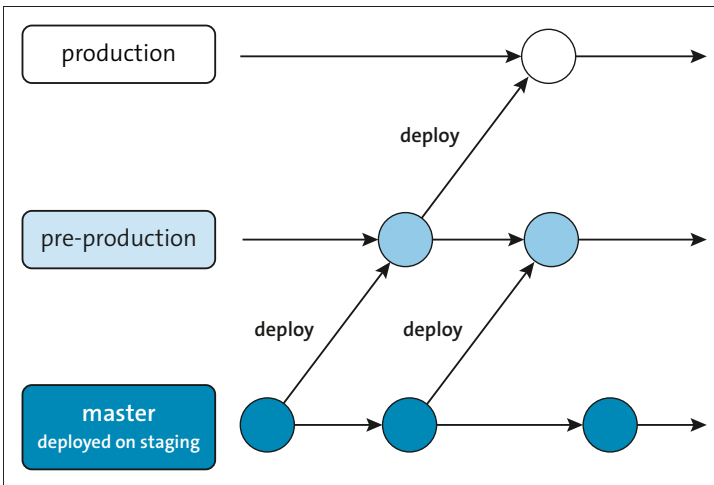 production
deploy
pre-production
deploy
deploy
master
deployed on staging